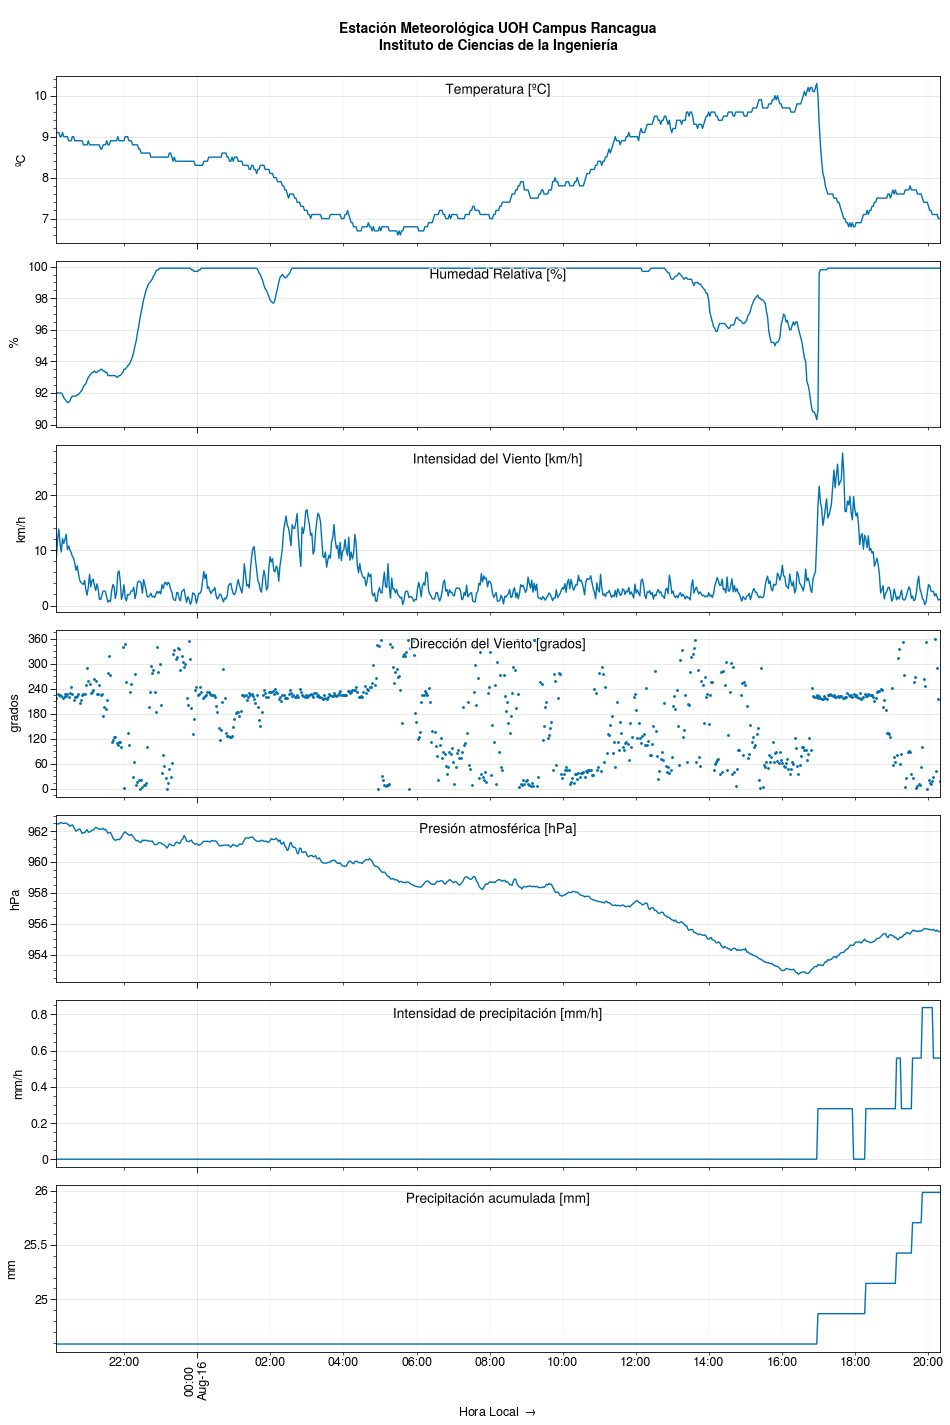 Estación Meteorológica UOH Campus Rancagua
Instituto de Ciencias de la Ingeniería
Temperatura [ºC]
ºC
10
9
8
7
Humedad Relativa [%]
%
100
98
96
94
92
90
Intensidad del Viento [km/h]
km/h
20
10
0
Dirección del Viento [grados]
grados
360
300
240
180
120
60
0
Presión atmosférica [hPa]
hPa
962
960
958
956
954
Intensidad de precipitación [mm/h]
mm/h
0.8
0.6
0.4
0.2
0
Precipitación acumulada [mm]
mm
26
25.5
25
22:00
00:00
Aug-16
02:00
04:00
06:00
08:00
10:00
12:00
14:00
16:00
18:00
20:00
Hora Local →